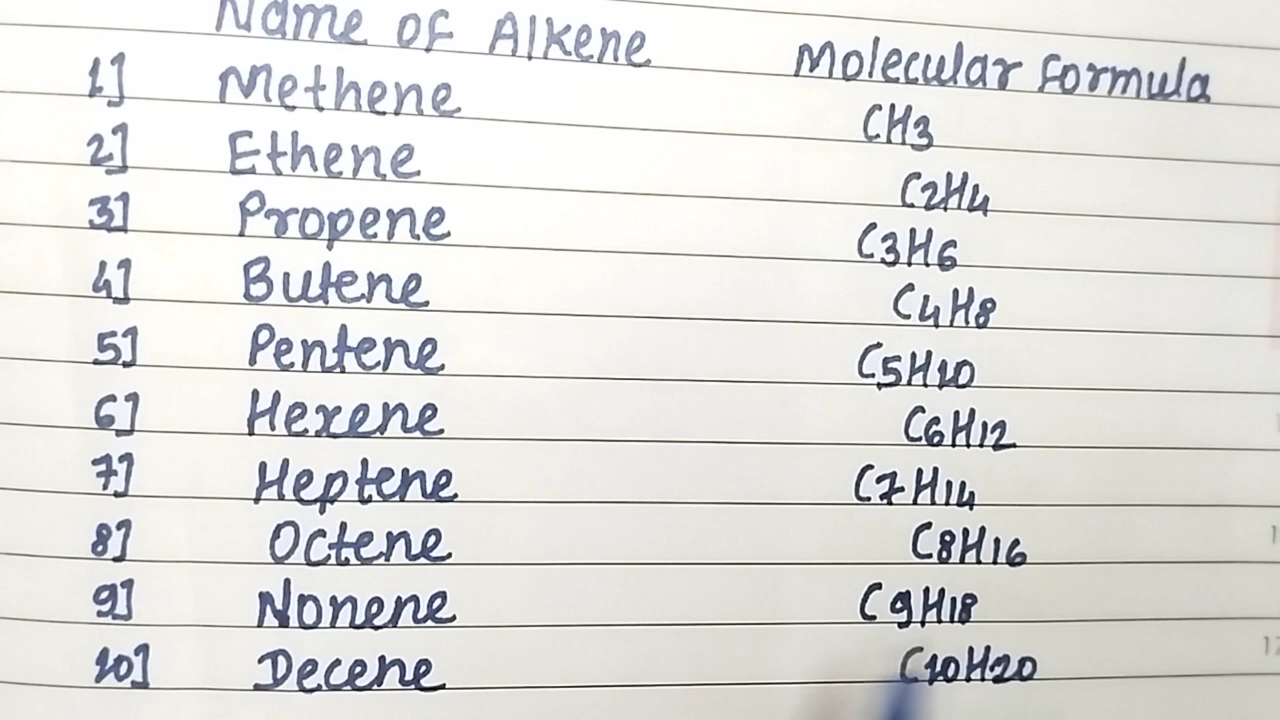 Name of Alkene Molecular Formula
1] Methene CH3
2] Ethene C2H4
3] Propene C3H6
4] Butene C4H8
5] Pentene C5H10
6] Hexene C6H12
7] Heptene C7H14
8] Octene C8H16
9] Nonene C9H18
10] Decene C10H20